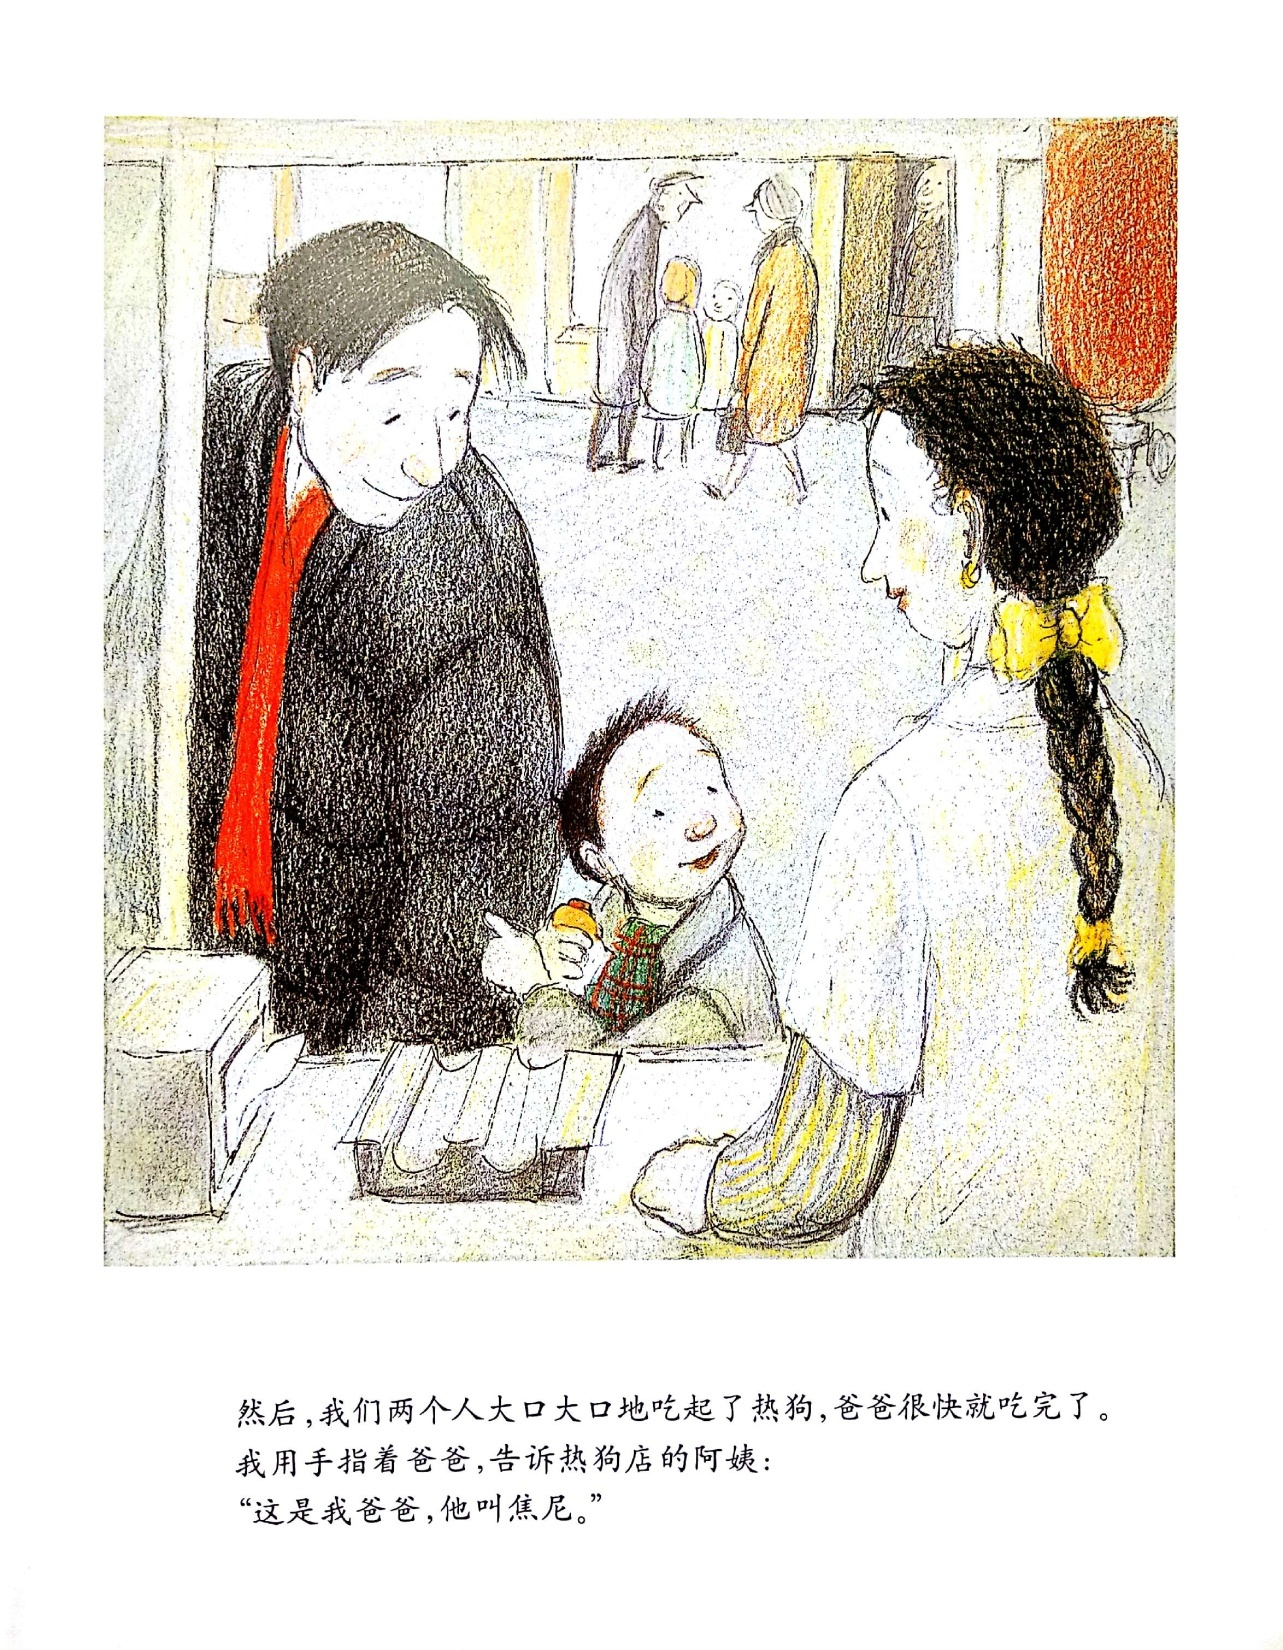 然后,我们两个人大口大口地吃起了热狗,爸爸很快就吃完了。
我用手指着爸爸,告诉热狗店的阿姨:
“这是我爸爸,他叫焦尼。”